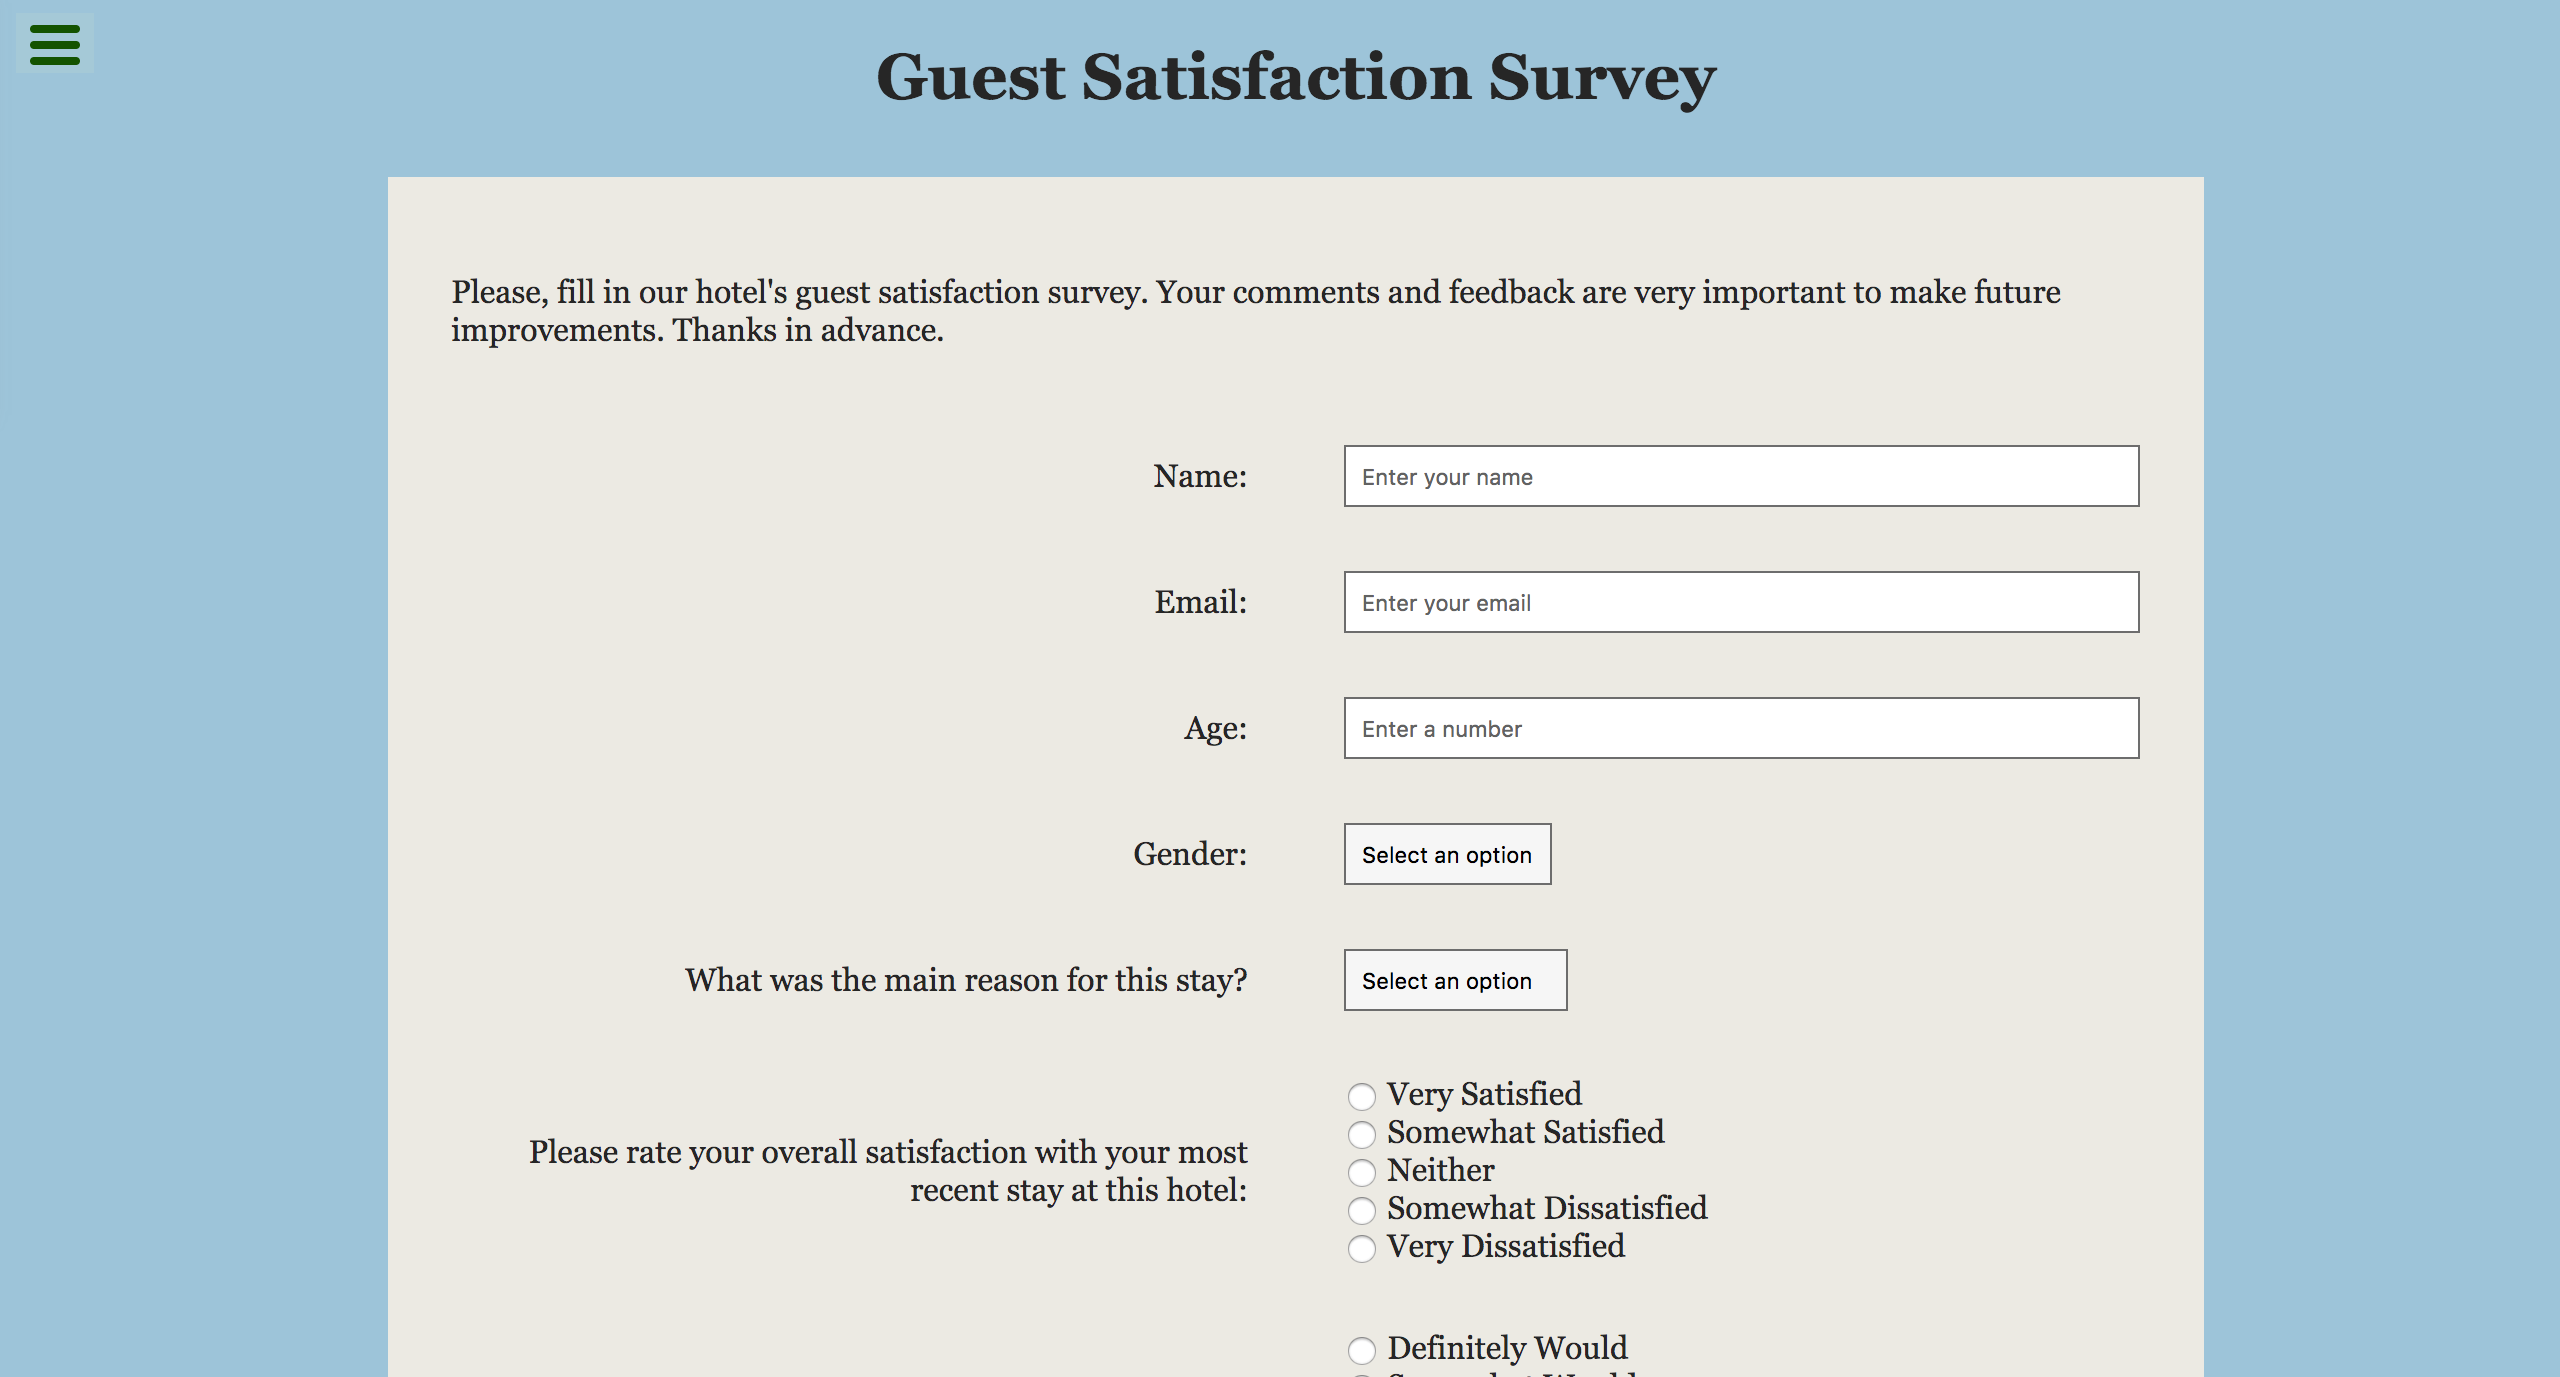 Guest Satisfaction Survey
Please, fill in our hotel's guest satisfaction survey. Your comments and feedback are very important to make future
improvements. Thanks in advance.
Name:
Enter your name
Email:
Enter your email
Age:
Enter a number
Gender:
Select an option
What was the main reason for this stay?
Select an option
Please rate your overall satisfaction with your most
recent stay at this hotel:
Very Satisfied
Somewhat Satisfied
Neither
Somewhat Dissatisfied
Very Dissatisfied
Definitely Would